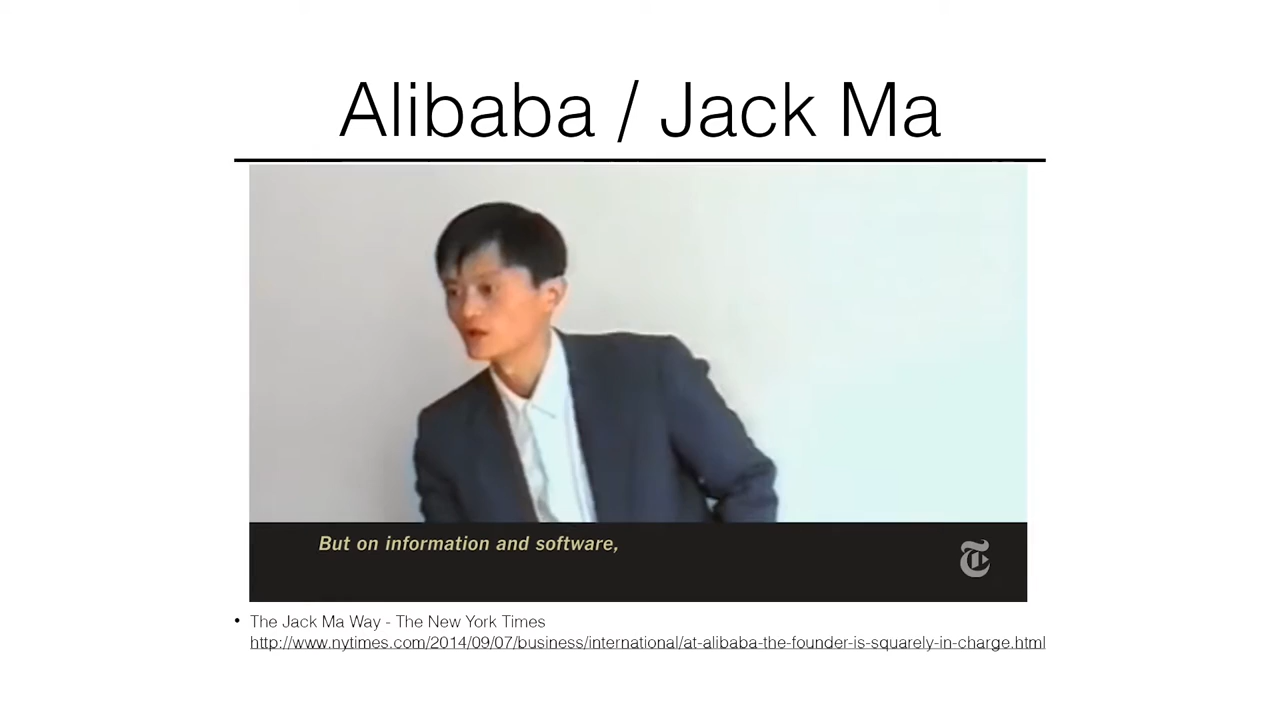 Alibaba / Jack Ma
But on information and software,
• The Jack Ma Way - The New York Times
http://www.nytimes.com/2014/09/07/business/international/at-alibaba-the-founder-is-squarely-in-charge.html